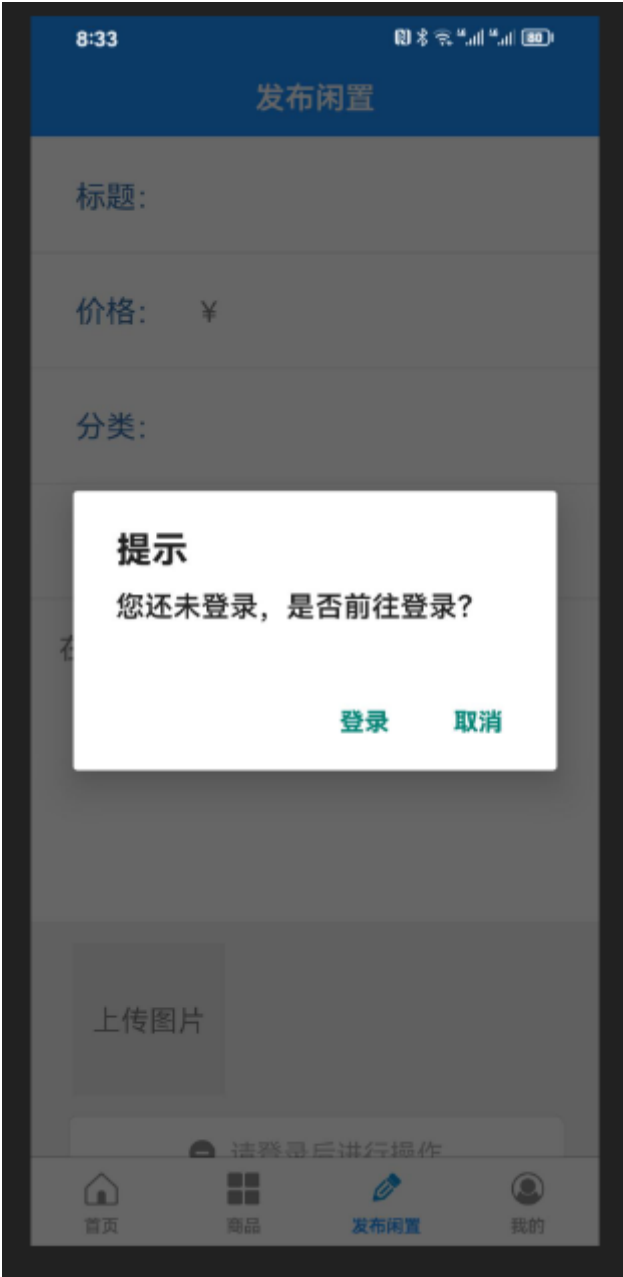 8:33 80
发布闲置
标题:
价格: ¥
分类:
提示
您还未登录，是否前往登录?
登录 取消
上传图片
请登录后进行操作
首页 商品 发布闲置 我的